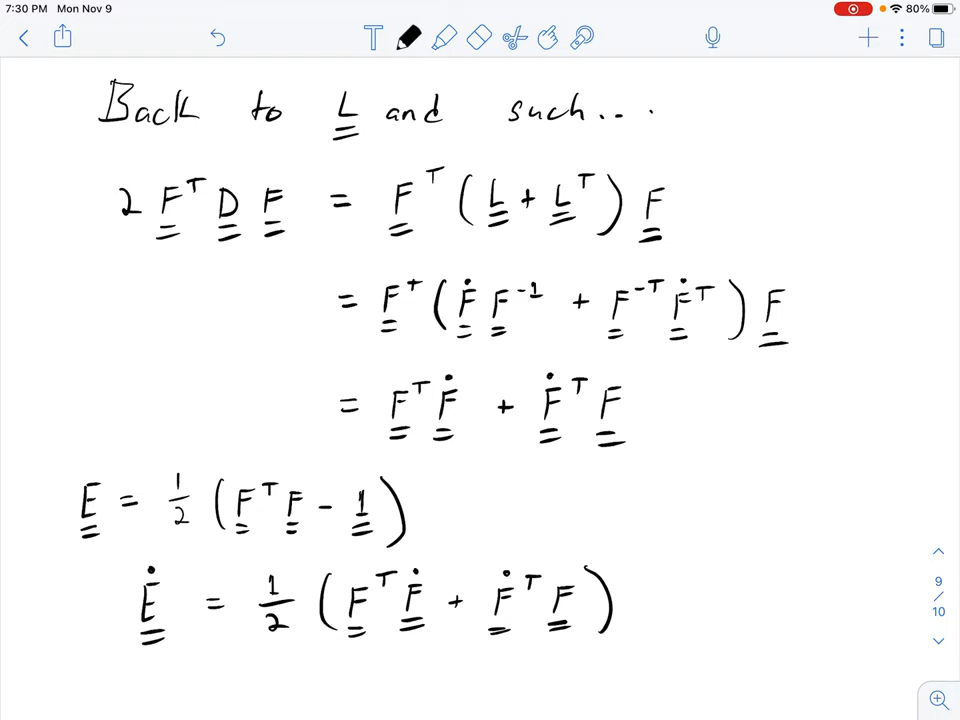 7:30 PM Mon Nov 9 80%
T
Back to L and such...
2 F^T D F = F^T (L + L^T) F
= F^T (Ḟ F^-1 + F^-T Ḟ^T) F
= F^T Ḟ + Ḟ^T F
E = 1/2 (F^T F - 1)
Ė = 1/2 (F^T Ḟ + Ḟ^T F)
9
/
10